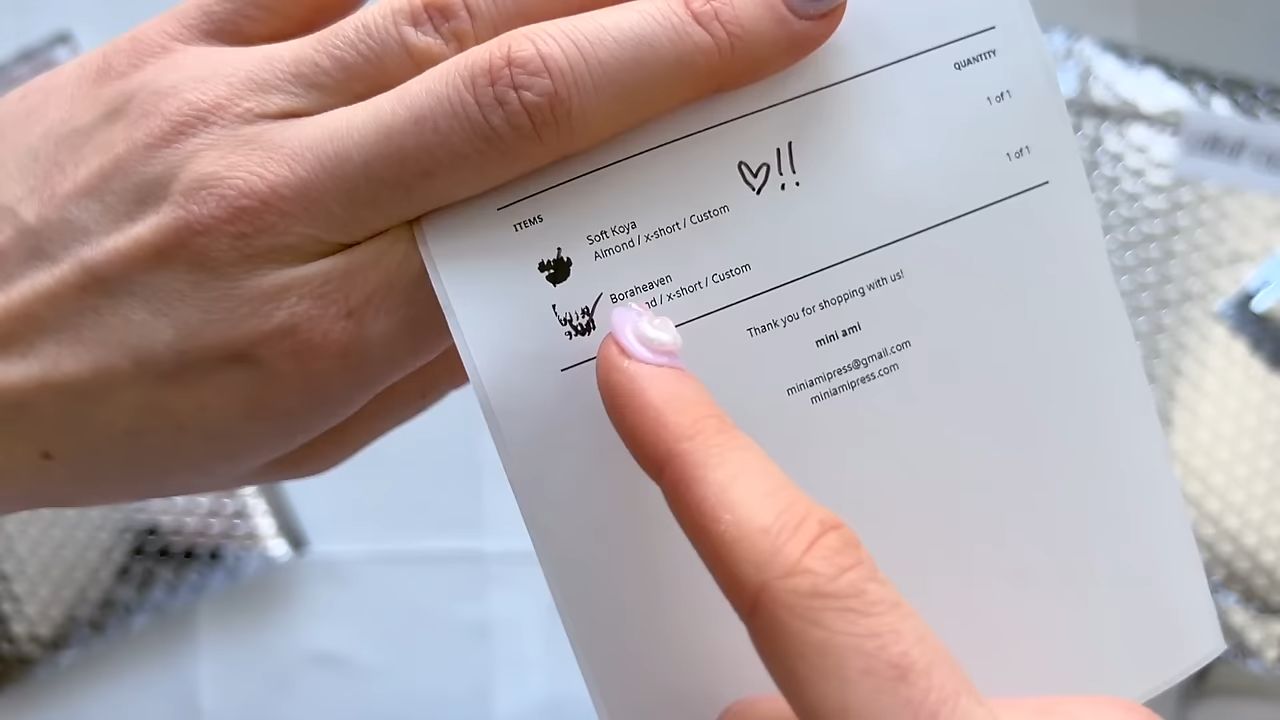 QUANTITY
1 of 1
1 of 1
ITEMS
♡!!
Soft Koya
Almond / x-short / Custom
Boraheaven
nd / x-short / Custom
Thank you for shopping with us!
mini ami
miniamipress@gmail.com
miniamipress.com